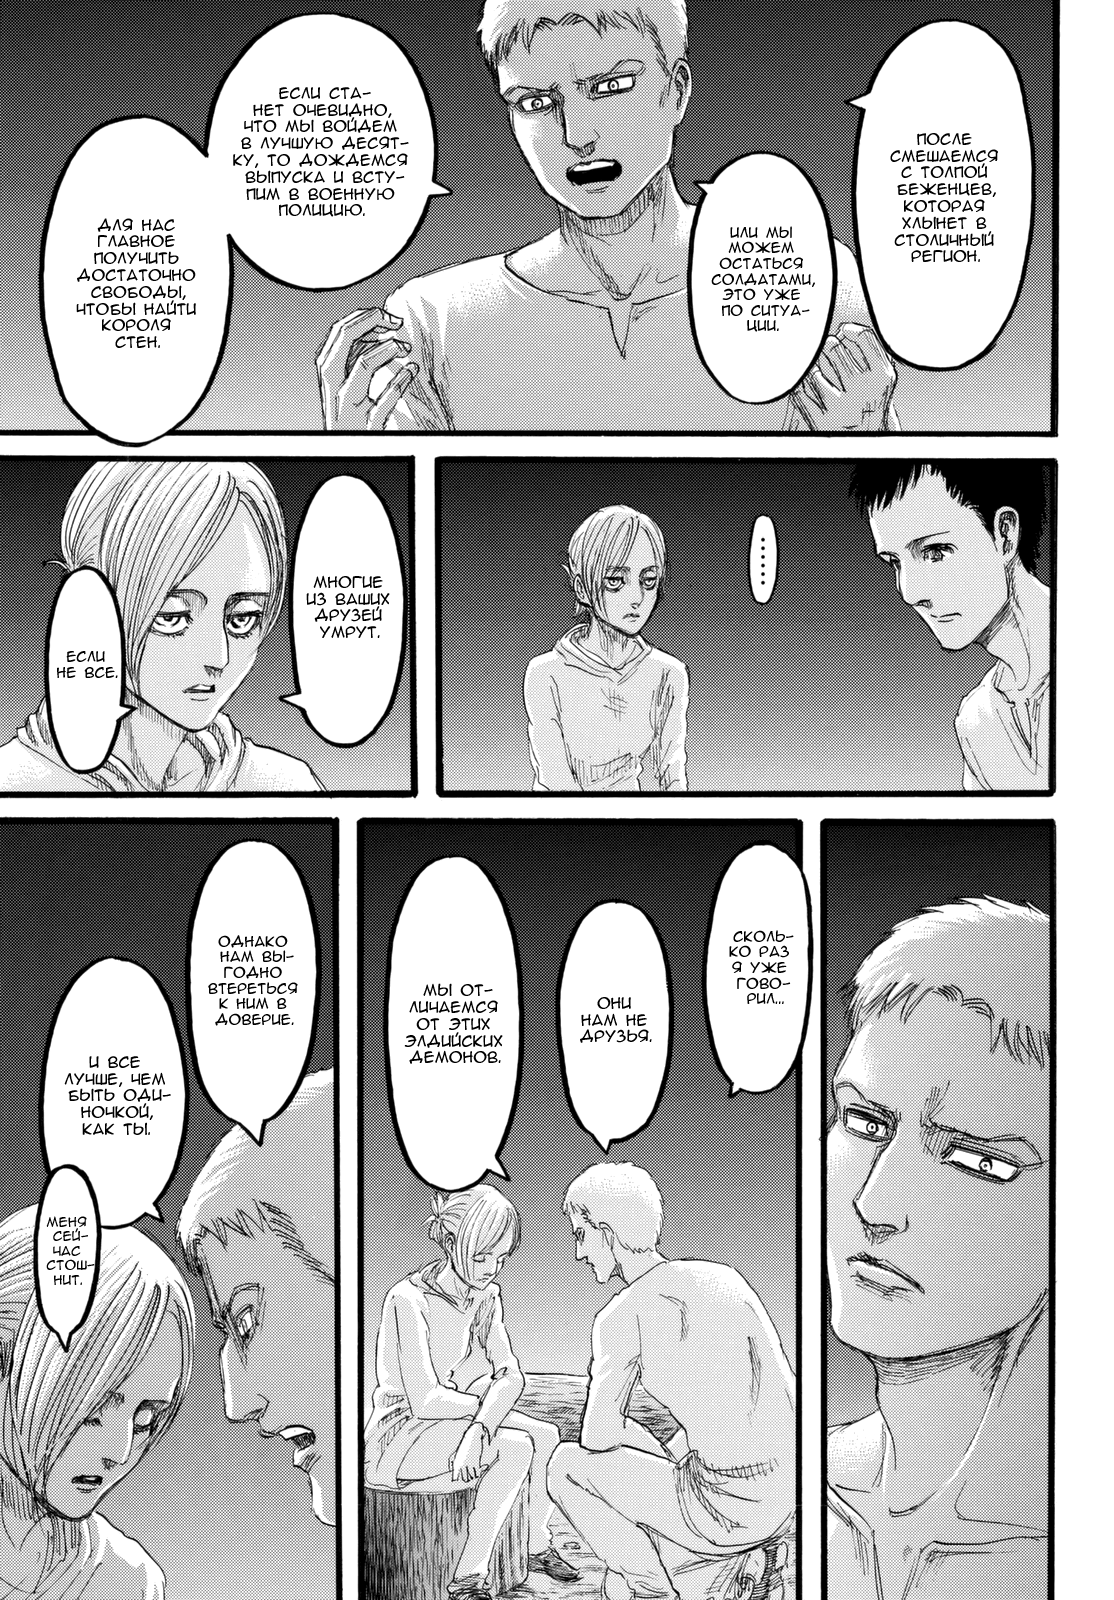 ПОСЛЕ
СМЕШАЕМСЯ
С ТОЛПОЙ
БЕЖЕНЦЕВ,
КОТОРАЯ
ХЛЫНЕТ В
СТОЛИЧНЫЙ
РЕГИОН.
ИЛИ МЫ
МОЖЕМ
ОСТАТЬСЯ
СОЛДАТАМИ,
ЭТО УЖЕ
ПО СИТУА-
ЦИИ.
ЕСЛИ СТА-
НЕТ ОЧЕВИДНО,
ЧТО МЫ ВОЙДЕМ
В ЛУЧШУЮ ДЕСЯТ-
КУ, ТО ДОЖДЕМСЯ
ВЫПУСКА И ВСТУ-
ПИМ В ВОЕННУЮ
ПОЛИЦИЮ.
ДЛЯ НАС
ГЛАВНОЕ
ПОЛУЧИТЬ
ДОСТАТОЧНО
СВОБОДЫ,
ЧТОБЫ НАЙТИ
КОРОЛЯ
СТЕН.
......
МНОГИЕ
ИЗ ВАШИХ
ДРУЗЕЙ
УМРУТ.
ЕСЛИ
НЕ ВСЕ.
СКОЛЬ-
КО РАЗ
Я УЖЕ
ГОВО-
РИЛ...
ОНИ
НАМ НЕ
ДРУЗЬЯ.
МЫ ОТ-
ЛИЧАЕМСЯ
ОТ ЭТИХ
ЭЛДИЙСКИХ
ДЕМОНОВ.
ОДНАКО
НАМ ВЫ-
ГОДНО
ВТЕРЕТЬСЯ
К НИМ В
ДОВЕРИЕ.
И ВСЕ
ЛУЧШЕ, ЧЕМ
БЫТЬ ОДИ-
НОЧКОЙ,
КАК ТЫ.
МЕНЯ
СЕЙ-
ЧАС
СТОШ-
НИТ.